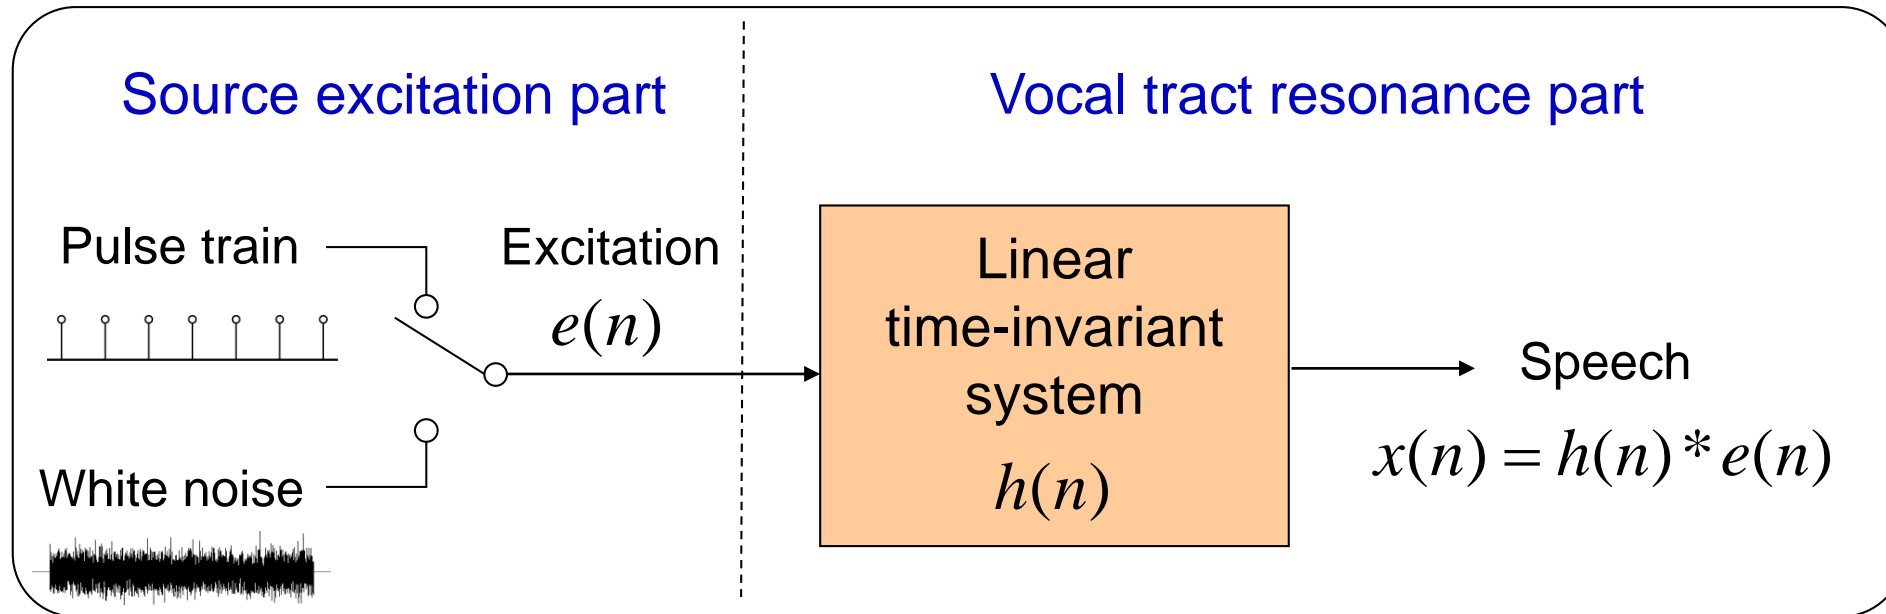 Source excitation part
Vocal tract resonance part
Pulse train
Excitation
e(n)
White noise
Linear
time-invariant
system
h(n)
Speech
x(n) = h(n) * e(n)